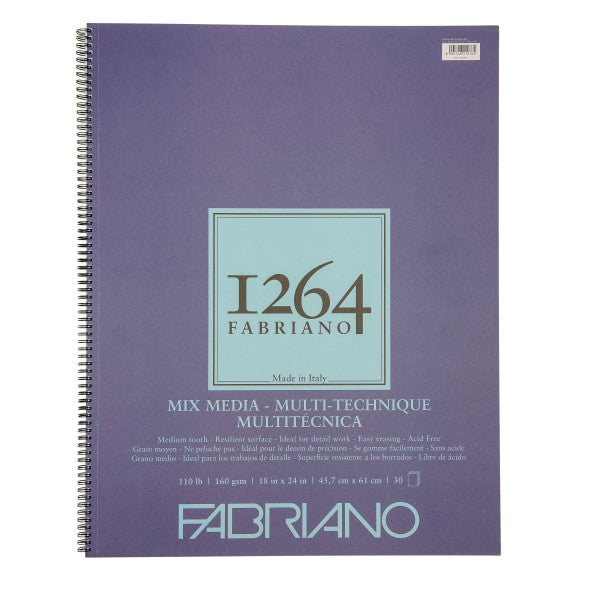 1264
FABRIANO
Made in Italy
MIX MEDIA - MULTI-TECHNIQUE
MULTITÉCNICA
Medium tooth - Resilient surface - Ideal for detail work - Easy erasing - Acid Free
Grain moyen - Ne peluche pas - Idéal pour le dessin de précision - Se gomme facilement - Sans acide
Grano medio - Ideal para los trabajos de detalle - Superficie resistente a los borrados - Libre de ácido
110 lb | 160 gsm | 18 in x 24 in | 45,7 cm x 61 cm | 30
FABRIANO